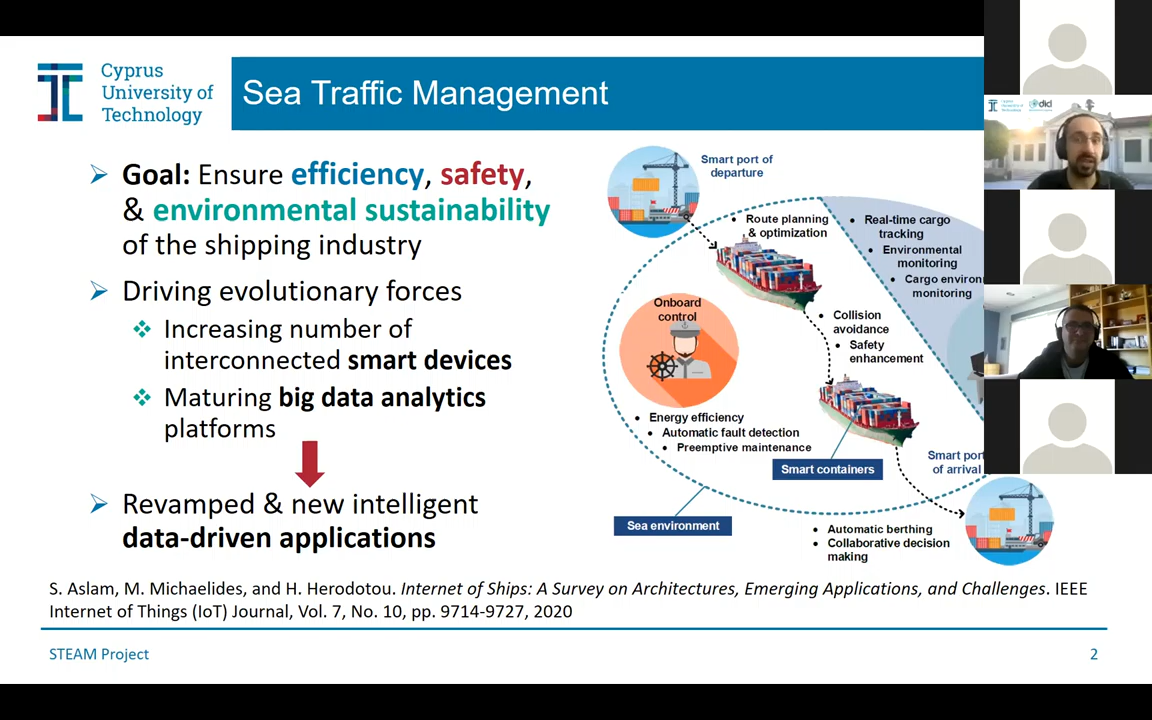 Cyprus
University of
Technology
Sea Traffic Management
Goal: Ensure efficiency, safety,
& environmental sustainability
of the shipping industry
Driving evolutionary forces
Increasing number of
interconnected smart devices
Maturing big data analytics
platforms
Revamped & new intelligent
data-driven applications
Smart port of
departure
Route planning
& optimization
Real-time cargo
tracking
Environmental
monitoring
Cargo environ
monitoring
Onboard
control
Collision
avoidance
Safety
enhancement
Energy efficiency
Automatic fault detection
Preemptive maintenance
Smart containers
Smart port
of arrival
Sea environment
Automatic berthing
Collaborative decision
making
S. Aslam, M. Michaelides, and H. Herodotou. Internet of Ships: A Survey on Architectures, Emerging Applications, and Challenges. IEEE
Internet of Things (IoT) Journal, Vol. 7, No. 10, pp. 9714-9727, 2020
STEAM Project
2